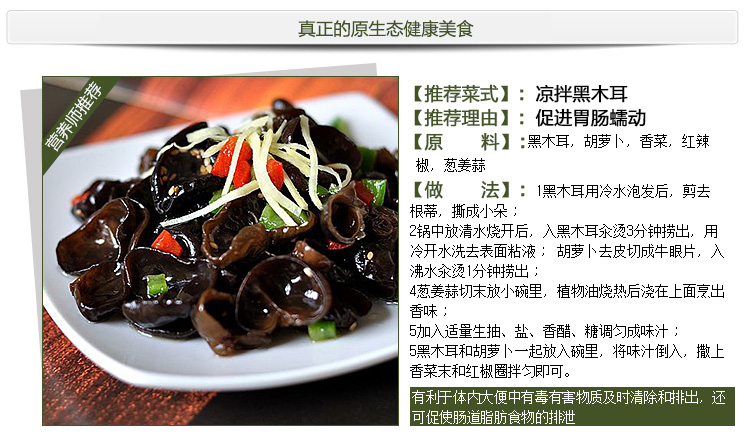 真正的原生态健康美食
营养师推荐
【推荐菜式】：凉拌黑木耳
【推荐理由】：促进胃肠蠕动
【原　　料】：黑木耳，胡萝卜，香菜，红辣
椒，葱姜蒜
【做　　法】：1黑木耳用冷水泡发后，剪去
根蒂，撕成小朵；
2锅中放清水烧开后，入黑木耳汆烫3分钟捞出，用
冷开水洗去表面粘液； 胡萝卜去皮切成牛眼片，入
沸水汆烫1分钟捞出；
4葱姜蒜切末放小碗里，植物油烧热后浇在上面烹出
香味；
5加入适量生抽、盐、香醋、糖调匀成味汁；
5黑木耳和胡萝卜一起放入碗里，将味汁倒入，撒上
香菜末和红椒圈拌匀即可。
有利于体内大便中有毒有害物质及时清除和排出，还
可促使肠道脂肪食物的排泄